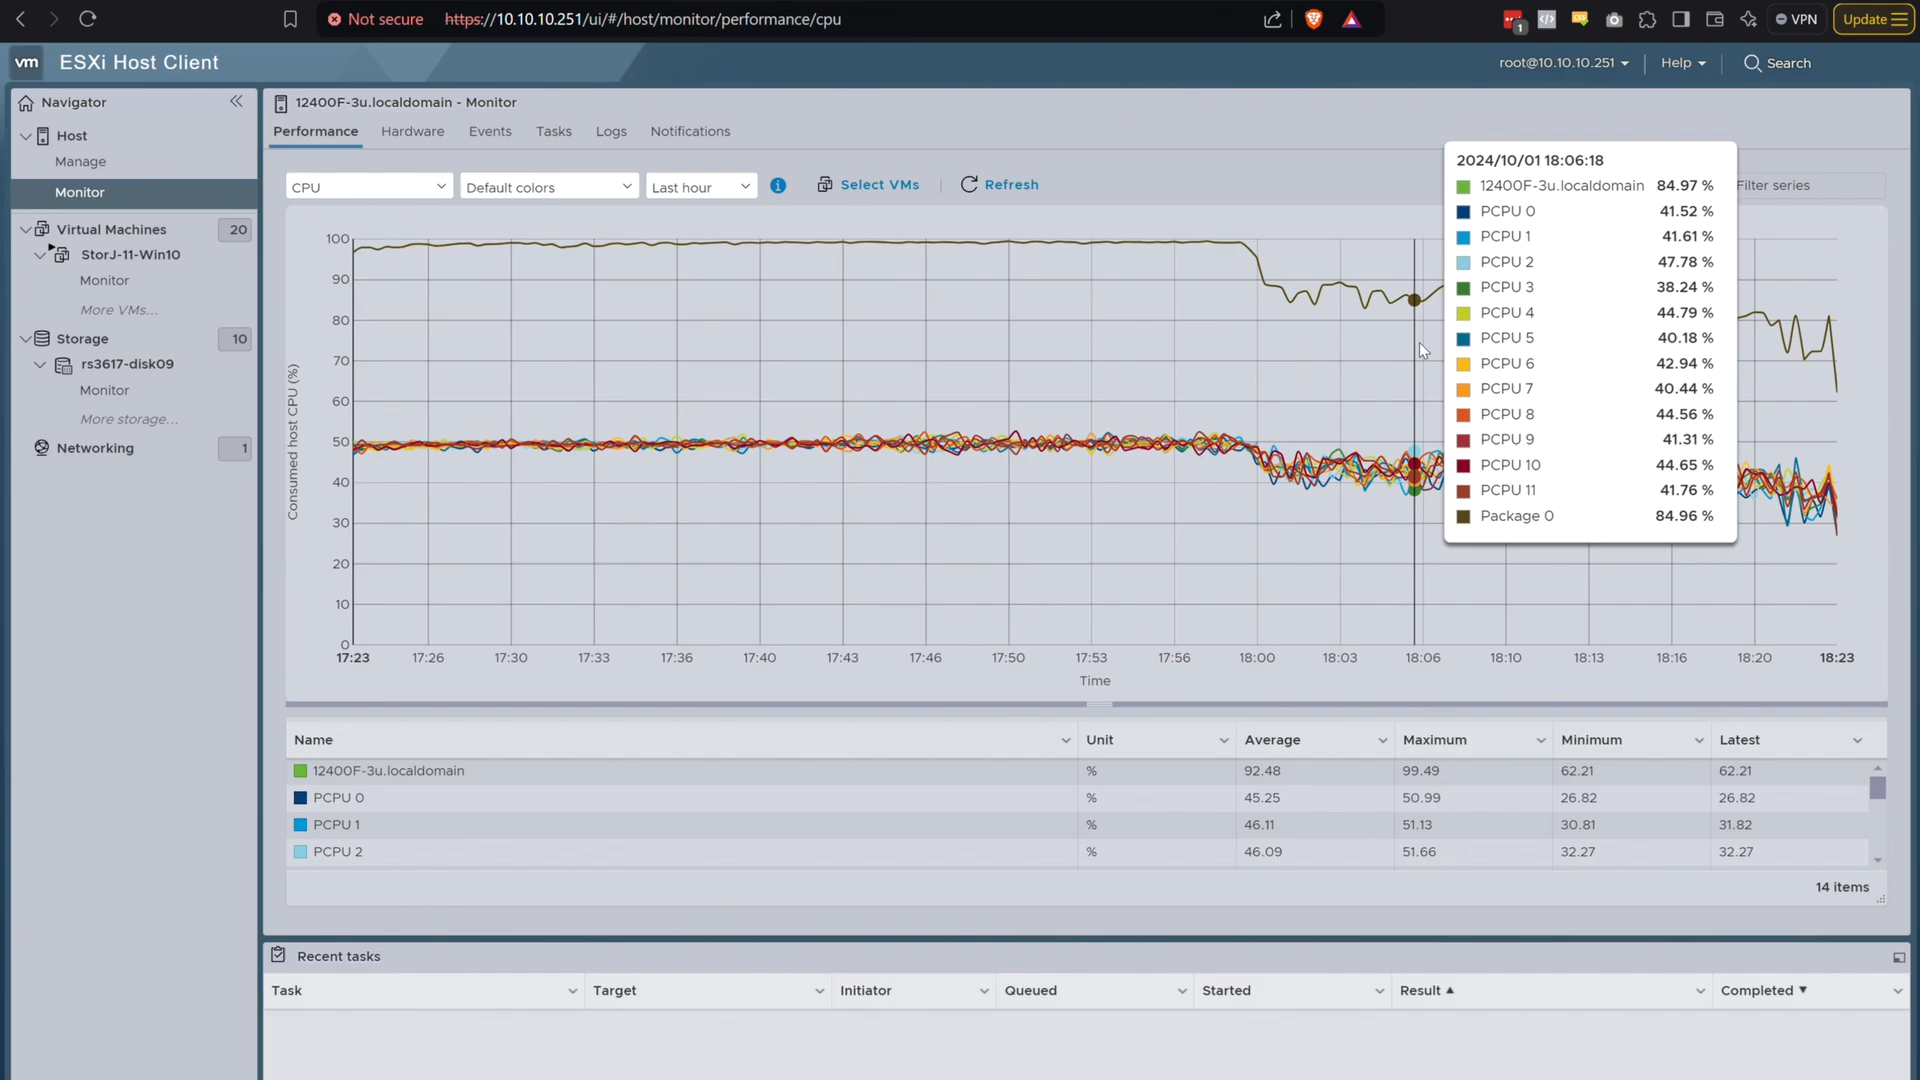 Not secure
https://10.10.10.251/ui/#/host/monitor/performance/cpu
1
VPN
Update
vm ESXi Host Client
root@10.10.10.251
Help
Search
Navigator
Host
Manage
Monitor
Virtual Machines 20
StorJ-11-Win10
Monitor
More VMs...
Storage 10
rs3617-disk09
Monitor
More storage...
Networking 1
12400F-3u.localdomain - Monitor
Performance Hardware Events Tasks Logs Notifications
CPU
Default colors
Last hour
Select VMs
Refresh
Filter series
2024/10/01 18:06:18
12400F-3u.localdomain 84.97 %
PCPU 0 41.52 %
PCPU 1 41.61 %
PCPU 2 47.78 %
PCPU 3 38.24 %
PCPU 4 44.79 %
PCPU 5 40.18 %
PCPU 6 42.94 %
PCPU 7 40.44 %
PCPU 8 44.56 %
PCPU 9 41.31 %
PCPU 10 44.65 %
PCPU 11 41.76 %
Package 0 84.96 %
Consumed host CPU (%)
100
90
80
70
60
50
40
30
20
10
0
17:23 17:26 17:30 17:33 17:36 17:40 17:43 17:46 17:50 17:53 17:56 18:00 18:03 18:06 18:10 18:13 18:16 18:20 18:23
Time
Name Unit Average Maximum Minimum Latest
12400F-3u.localdomain % 92.48 99.49 62.21 62.21
PCPU 0 % 45.25 50.99 26.82 26.82
PCPU 1 % 46.11 51.13 30.81 31.82
PCPU 2 % 46.09 51.66 32.27 32.27
14 items
Recent tasks
Task Target Initiator Queued Started Result Completed